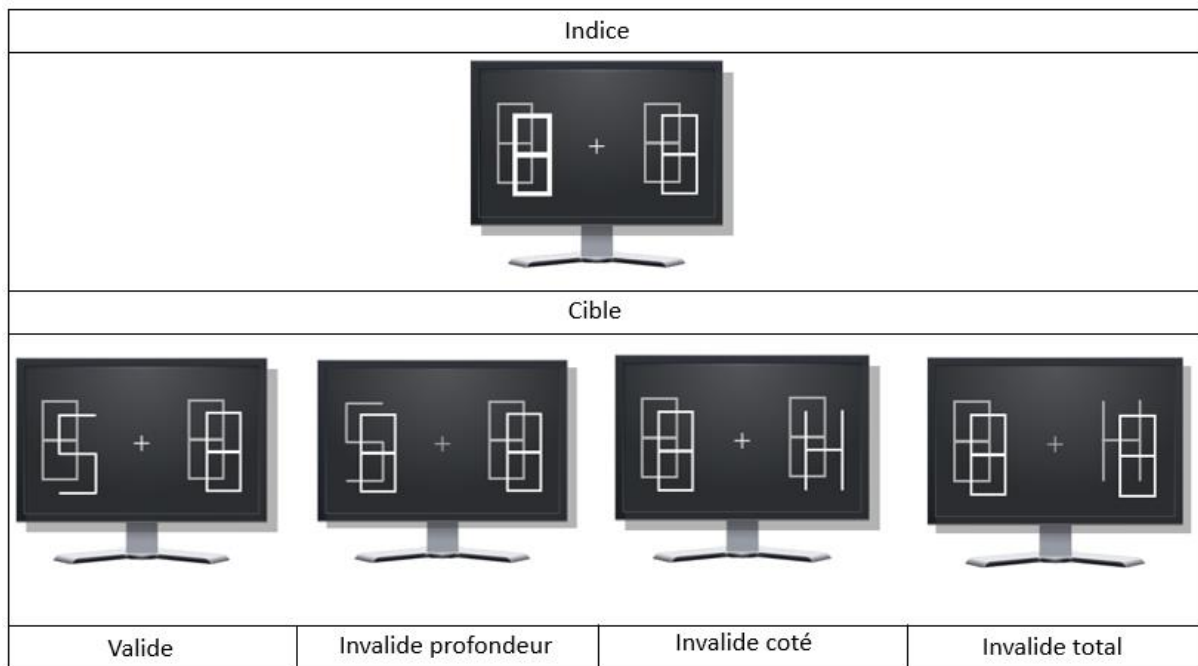 Indice
Cible
S
S
H
H
Valide
Invalide profondeur
Invalide coté
Invalide total